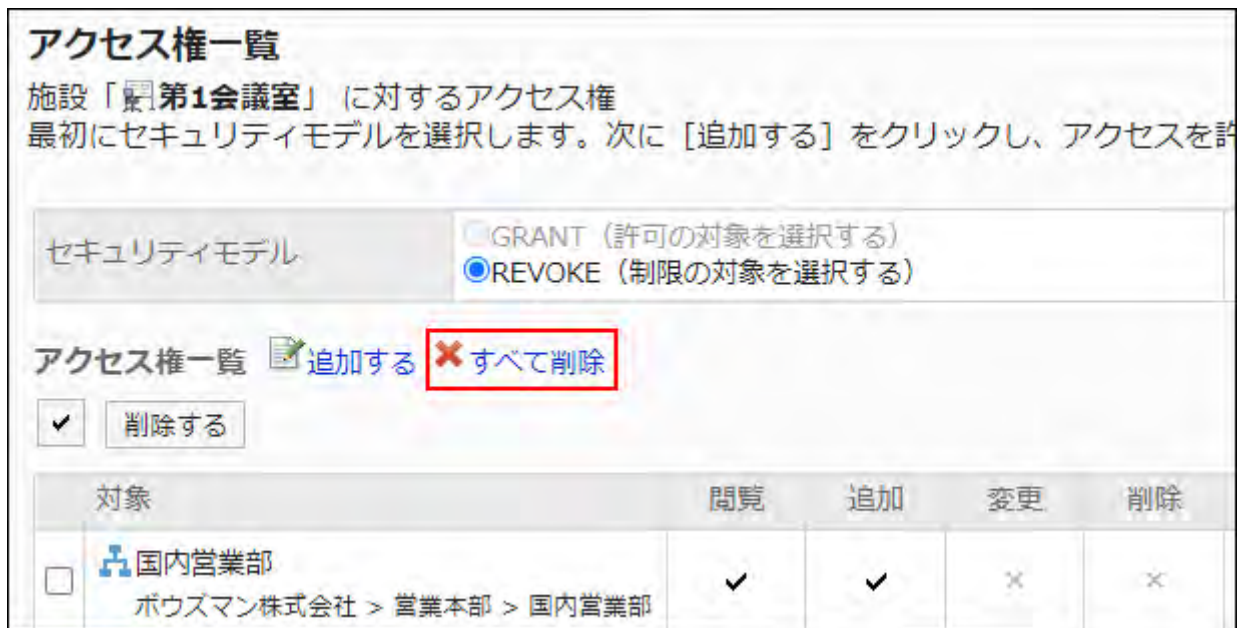 アクセス権一覧
施設「第1会議室」 に対するアクセス権
最初にセキュリティモデルを選択します。次に [追加する] をクリックし、アクセスを許
セキュリティモデル
GRANT（許可の対象を選択する）
REVOKE（制限の対象を選択する）
アクセス権一覧 追加する すべて削除
削除する
対象 閲覧 追加 変更 削除
国内営業部
ボウズマン株式会社 > 営業本部 > 国内営業部